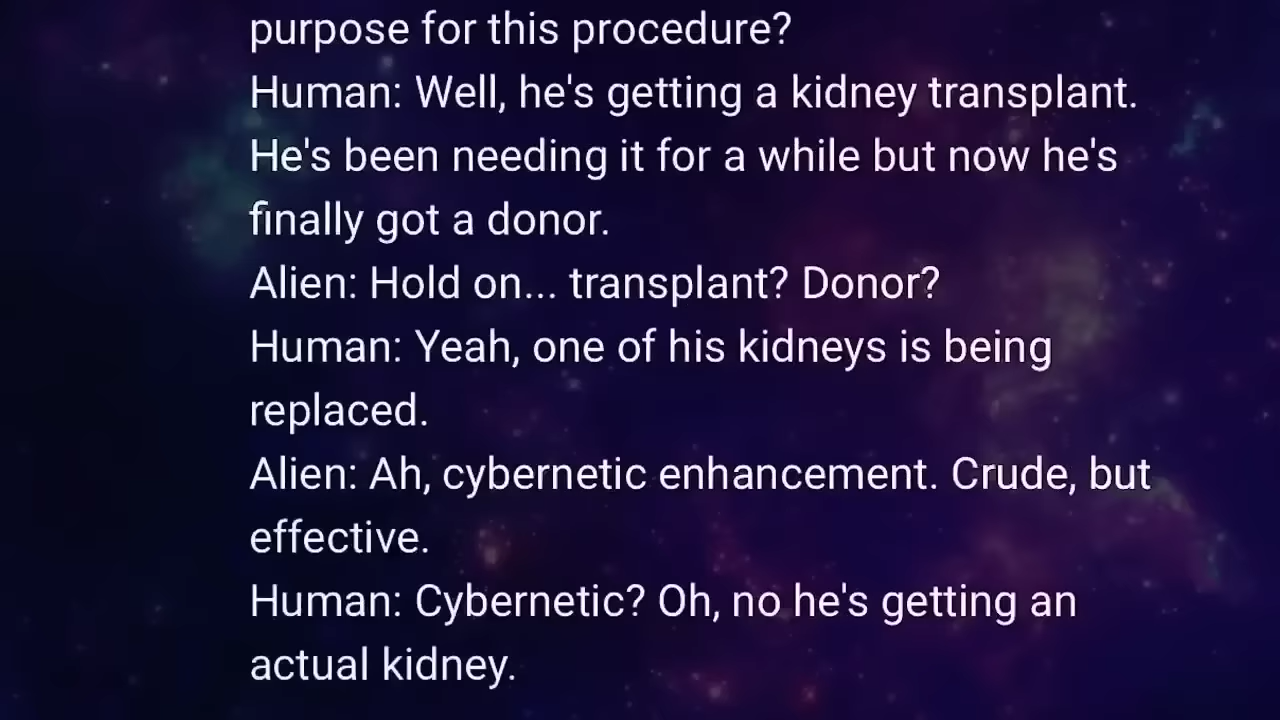 purpose for this procedure?
Human: Well, he's getting a kidney transplant.
He's been needing it for a while but now he's
finally got a donor.
Alien: Hold on... transplant? Donor?
Human: Yeah, one of his kidneys is being
replaced.
Alien: Ah, cybernetic enhancement. Crude, but
effective.
Human: Cybernetic? Oh, no he's getting an
actual kidney.